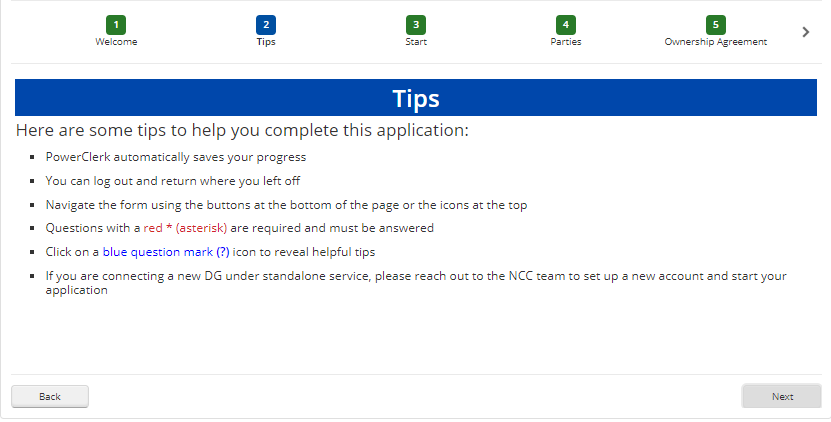 1 2 3 4 5
Welcome Tips Start Parties Ownership Agreement
Tips
Here are some tips to help you complete this application:
PowerClerk automatically saves your progress
You can log out and return where you left off
Navigate the form using the buttons at the bottom of the page or the icons at the top
Questions with a red * (asterisk) are required and must be answered
Click on a blue question mark (?) icon to reveal helpful tips
If you are connecting a new DG under standalone service, please reach out to the NCC team to set up a new account and start your
application
Back Next